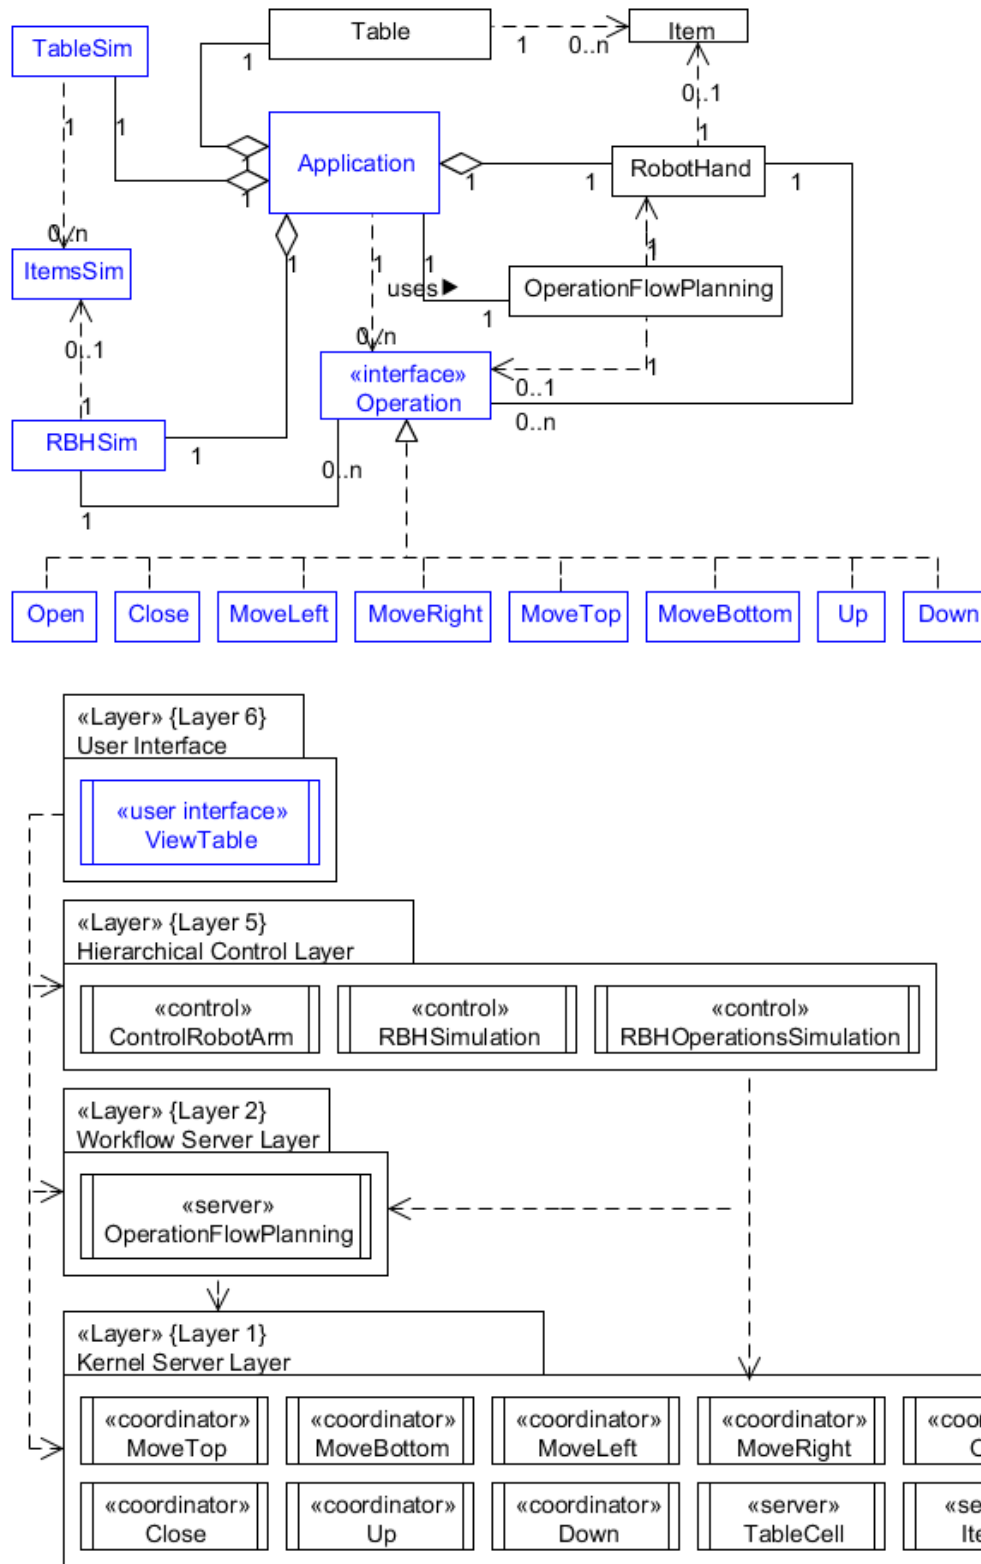 TableSim
Table
Item
1
0..n
1
1
1
0..1
1
Application
1
1
RobotHand
1
1
1
1
0..n
ItemsSim
1
1
1
1
uses▶
OperationFlowPlanning
1
0..n
0..1
1
«interface»
Operation
0..1
1
0..n
RBHSim
1
0..n
1
Open
Close
MoveLeft
MoveRight
MoveTop
MoveBottom
Up
Down
«Layer» {Layer 6}
User Interface
«user interface»
ViewTable
«Layer» {Layer 5}
Hierarchical Control Layer
«control»
ControlRobotArm
«control»
RBHSimulation
«control»
RBHOperationsSimulation
«Layer» {Layer 2}
Workflow Server Layer
«server»
OperationFlowPlanning
«Layer» {Layer 1}
Kernel Server Layer
«coordinator»
MoveTop
«coordinator»
MoveBottom
«coordinator»
MoveLeft
«coordinator»
MoveRight
«coordinator»
Close
«coordinator»
Up
«coordinator»
Down
«server»
TableCell